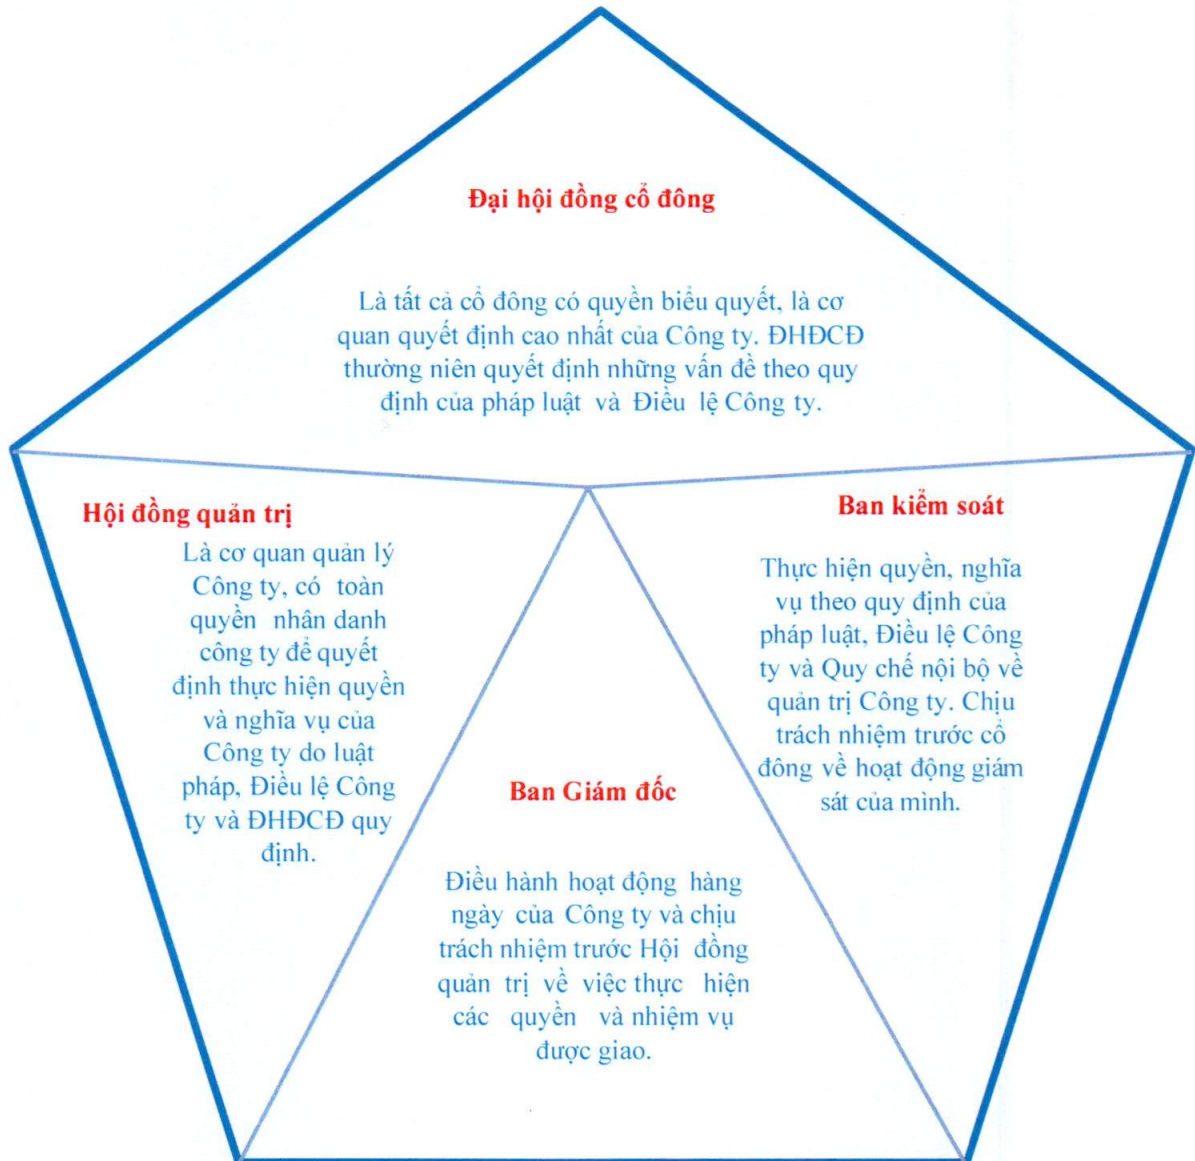 Đại hội đồng cổ đông
Là tất cả cổ đông có quyền biểu quyết, là cơ
quan quyết định cao nhất của Công ty. ĐHĐCĐ
thường niên quyết định những vấn đề theo quy
định của pháp luật và Điều lệ Công ty.
Hội đồng quản trị
Là cơ quan quản lý
Công ty, có toàn
quyền nhân danh
công ty để quyết
định thực hiện quyền
và nghĩa vụ của
Công ty do luật
pháp, Điều lệ Công
ty và ĐHĐCĐ quy
định.
Ban kiểm soát
Thực hiện quyền, nghĩa
vụ theo quy định của
pháp luật, Điều lệ Công
ty và Quy chế nội bộ về
quản trị Công ty. Chịu
trách nhiệm trước cổ
đông về hoạt động giám
sát của mình.
Ban Giám đốc
Điều hành hoạt động hàng
ngày của Công ty và chịu
trách nhiệm trước Hội đồng
quản trị về việc thực hiện
các quyền và nhiệm vụ
được giao.